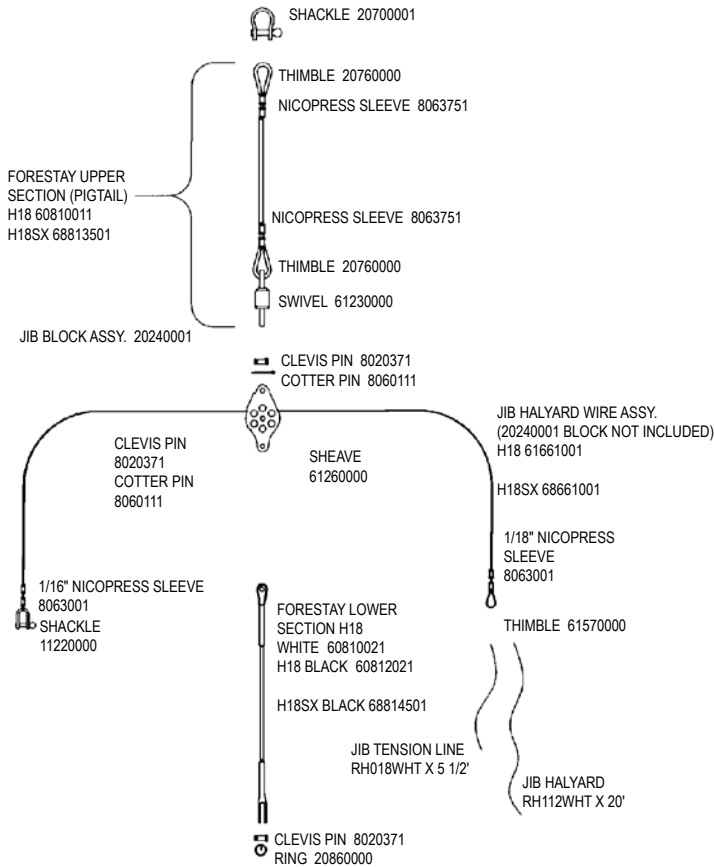 SHACKLE 20700001
THIMBLE 20760000
NICOPRESS SLEEVE 8063751
FORESTAY UPPER
SECTION (PIGTAIL)
H18 60810011
H18SX 68813501
NICOPRESS SLEEVE 8063751
THIMBLE 20760000
SWIVEL 61230000
JIB BLOCK ASSY. 20240001
CLEVIS PIN 8020371
COTTER PIN 8060111
CLEVIS PIN
8020371
COTTER PIN
8060111
SHEAVE
61260000
JIB HALYARD WIRE ASSY.
(20240001 BLOCK NOT INCLUDED)
H18 61661001
H18SX 68661001
1/18" NICOPRESS
SLEEVE
8063001
1/16" NICOPRESS SLEEVE
8063001
SHACKLE
11220000
FORESTAY LOWER
SECTION H18
WHITE 60810021
H18 BLACK 60812021
H18SX BLACK 68814501
THIMBLE 61570000
JIB TENSION LINE
RH018WHT X 5 1/2'
JIB HALYARD
RH112WHT X 20'
CLEVIS PIN 8020371
RING 20860000